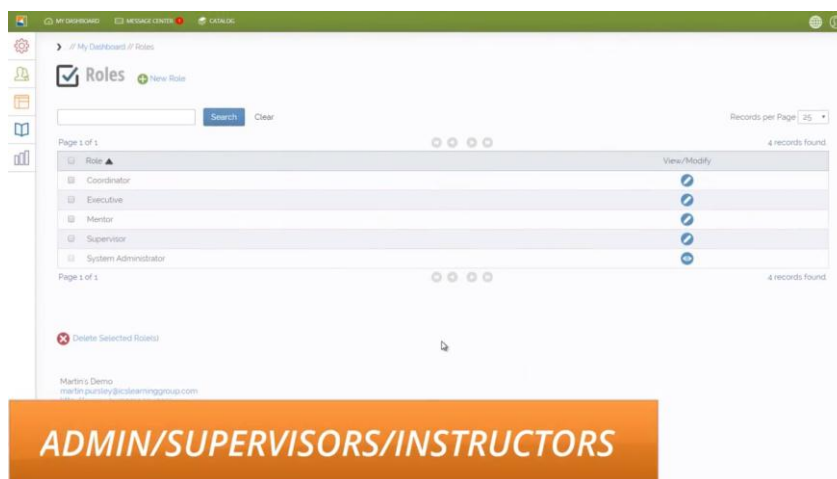 MY DASHBOARD MESSAGE CENTER CATALOG
// My Dashboard // Roles
Roles New Role
Search Clear Records per Page 25
Page 1 of 1 4 records found.
Role ▲ View/Modify
Coordinator
Executive
Mentor
Supervisor
System Administrator
Page 1 of 1 4 records found.
Delete Selected Role(s)
Martin's Demo
martin.pursley@icslearninggroup.com
ADMIN/SUPERVISORS/INSTRUCTORS